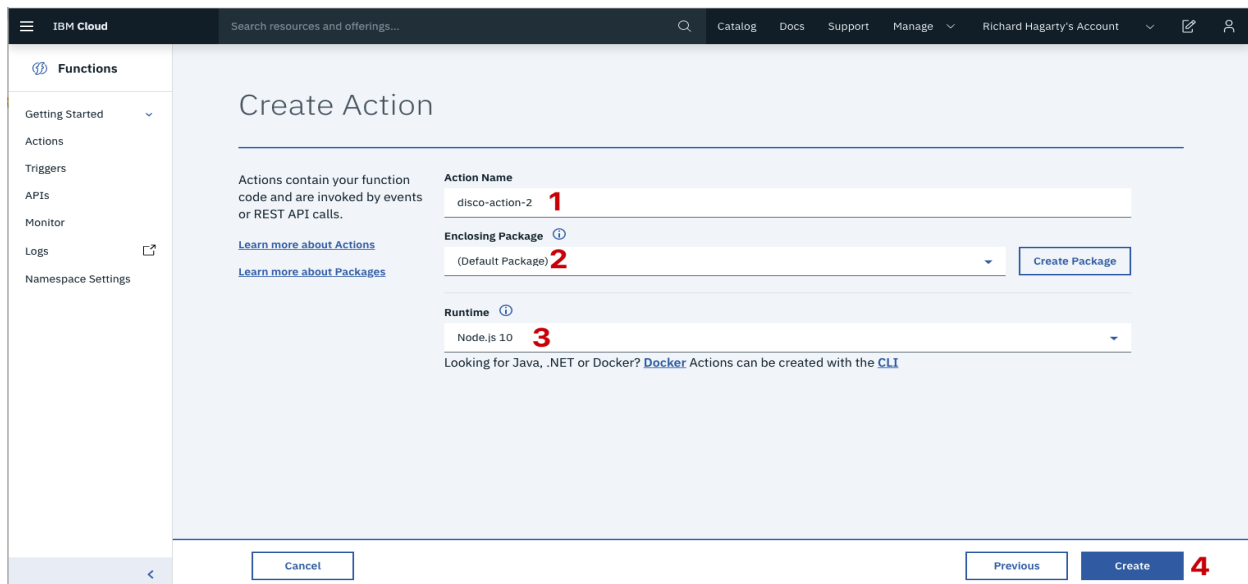 IBM Cloud
Search resources and offerings...
Catalog
Docs
Support
Manage
Richard Hagarty's Account
Functions
Getting Started
Actions
Triggers
APIs
Monitor
Logs
Namespace Settings
Create Action
Actions contain your function
code and are invoked by events
or REST API calls.
Learn more about Actions
Learn more about Packages
Action Name
disco-action-2 1
Enclosing Package
(Default Package) 2
Create Package
Runtime
Node.js 10 3
Looking for Java, .NET or Docker? Docker Actions can be created with the CLI
Cancel
Previous
Create 4